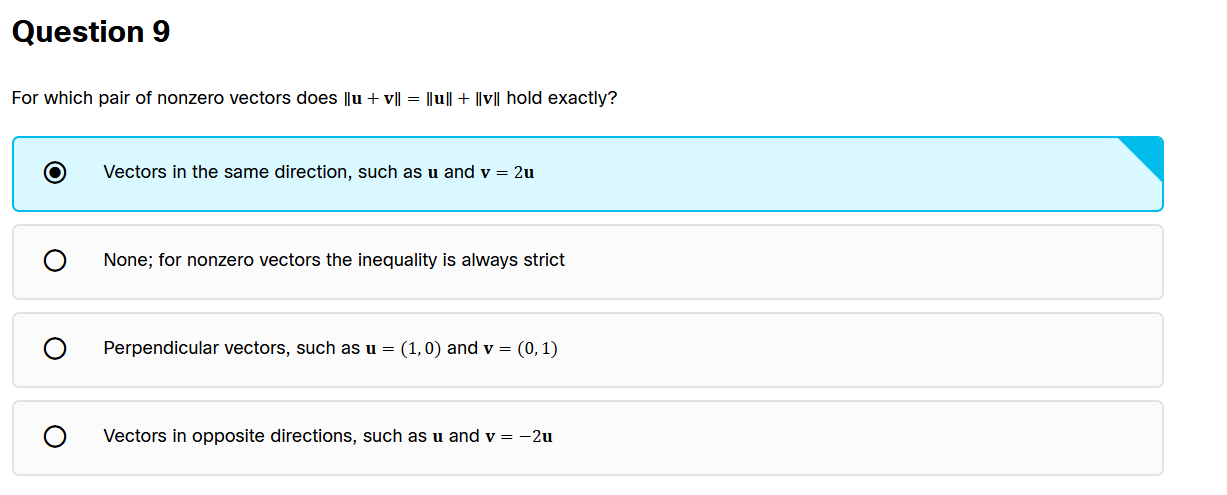 Question 9
For which pair of nonzero vectors does ‖u + v‖ = ‖u‖ + ‖v‖ hold exactly?
Vectors in the same direction, such as u and v = 2u
None; for nonzero vectors the inequality is always strict
Perpendicular vectors, such as u = (1, 0) and v = (0, 1)
Vectors in opposite directions, such as u and v = −2u